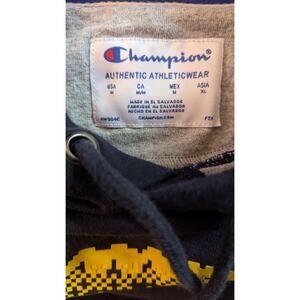 Champion
AUTHENTIC ATHLETICWEAR
USA CA MEX ASIA
M M/M M XL
MADE IN EL SALVADOR
FABRIQUÉ AU SALVADOR
HECHO EN EL SALVADOR
CHAMPION.COM